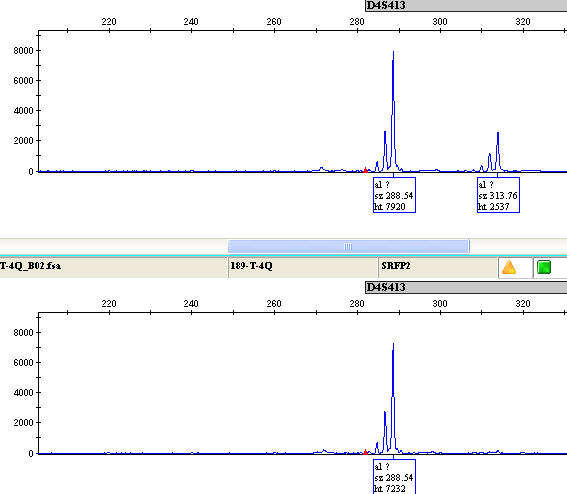 D4S413
220 240 260 280 300 320
8000
6000
4000
2000
0
al ?
sz 288.54
ht 7920
al ?
sz 313.76
ht 2537
T-4Q_B02.fsa 189-T-4Q SRFP2
D4S413
220 240 260 280 300 320
8000
6000
4000
2000
0
al ?
sz 288.54
ht 7232